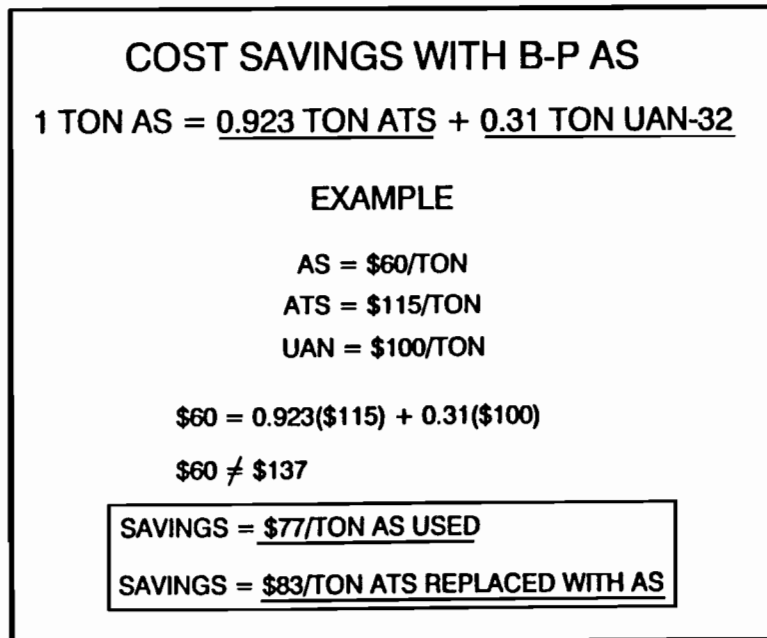 COST SAVINGS WITH B-P AS
1 TON AS = 0.923 TON ATS + 0.31 TON UAN-32
EXAMPLE
AS = $60/TON
ATS = $115/TON
UAN = $100/TON
$60 = 0.923($115) + 0.31($100)
$60 ≠ $137
SAVINGS = $77/TON AS USED
SAVINGS = $83/TON ATS REPLACED WITH AS